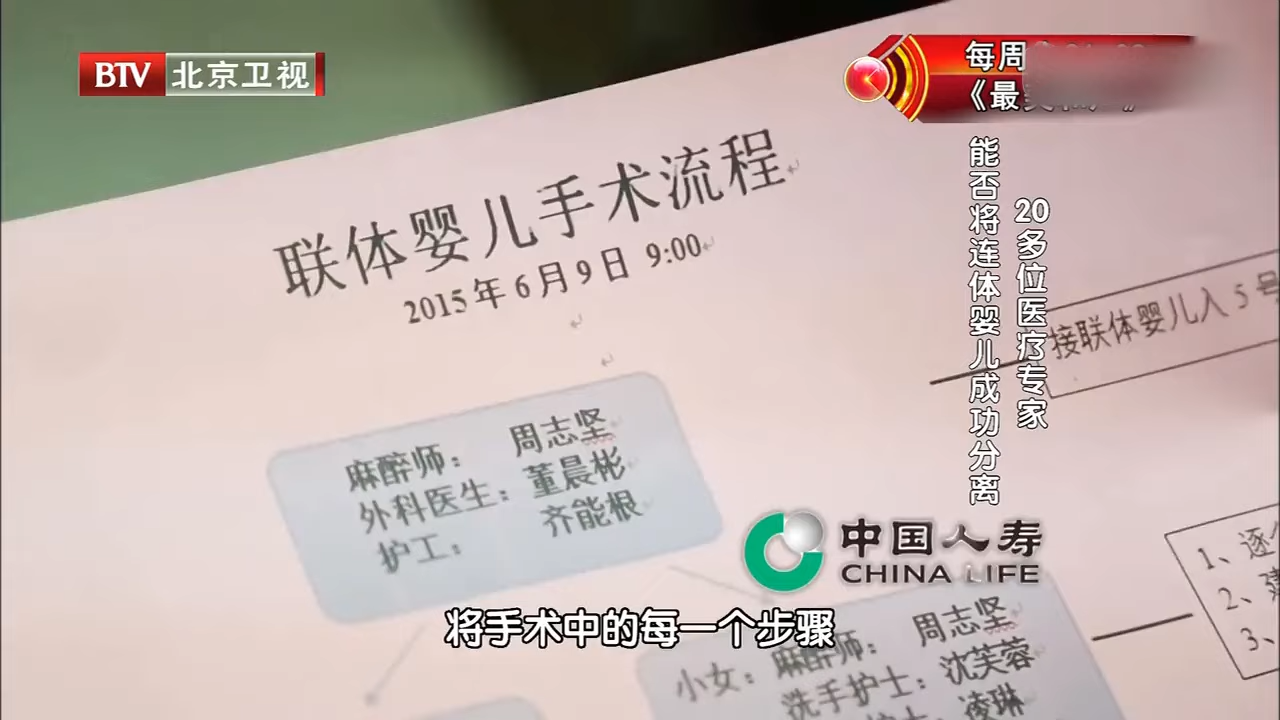 BTV 北京卫视
每周
《最
能否将连体婴儿成功分离
20多位医疗专家
联体婴儿手术流程
2015年6月9日 9:00
接联体婴儿入5号
麻醉师： 周志坚
外科医生：董晨彬
护工： 齐能根
中国人寿
CHINA LIFE
1、逐
2、
3、
小女：麻醉师： 周志坚
洗手护士：沈芙蓉
护士：凌琳
将手术中的每一个步骤